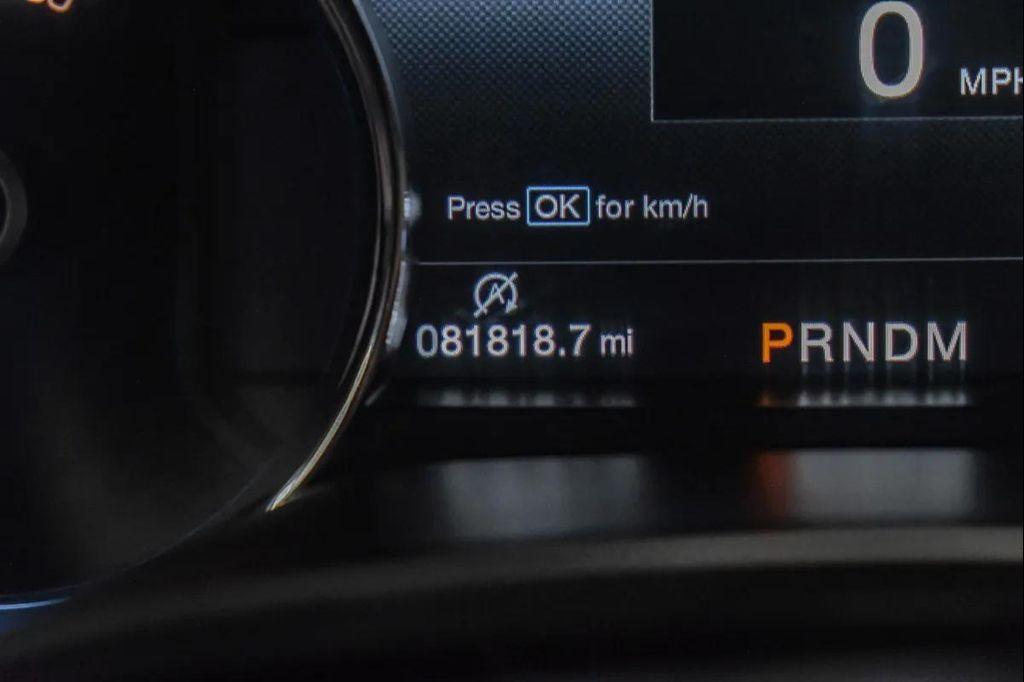 0 MPH
Press OK for km/h
081818.7 mi
PRNDM